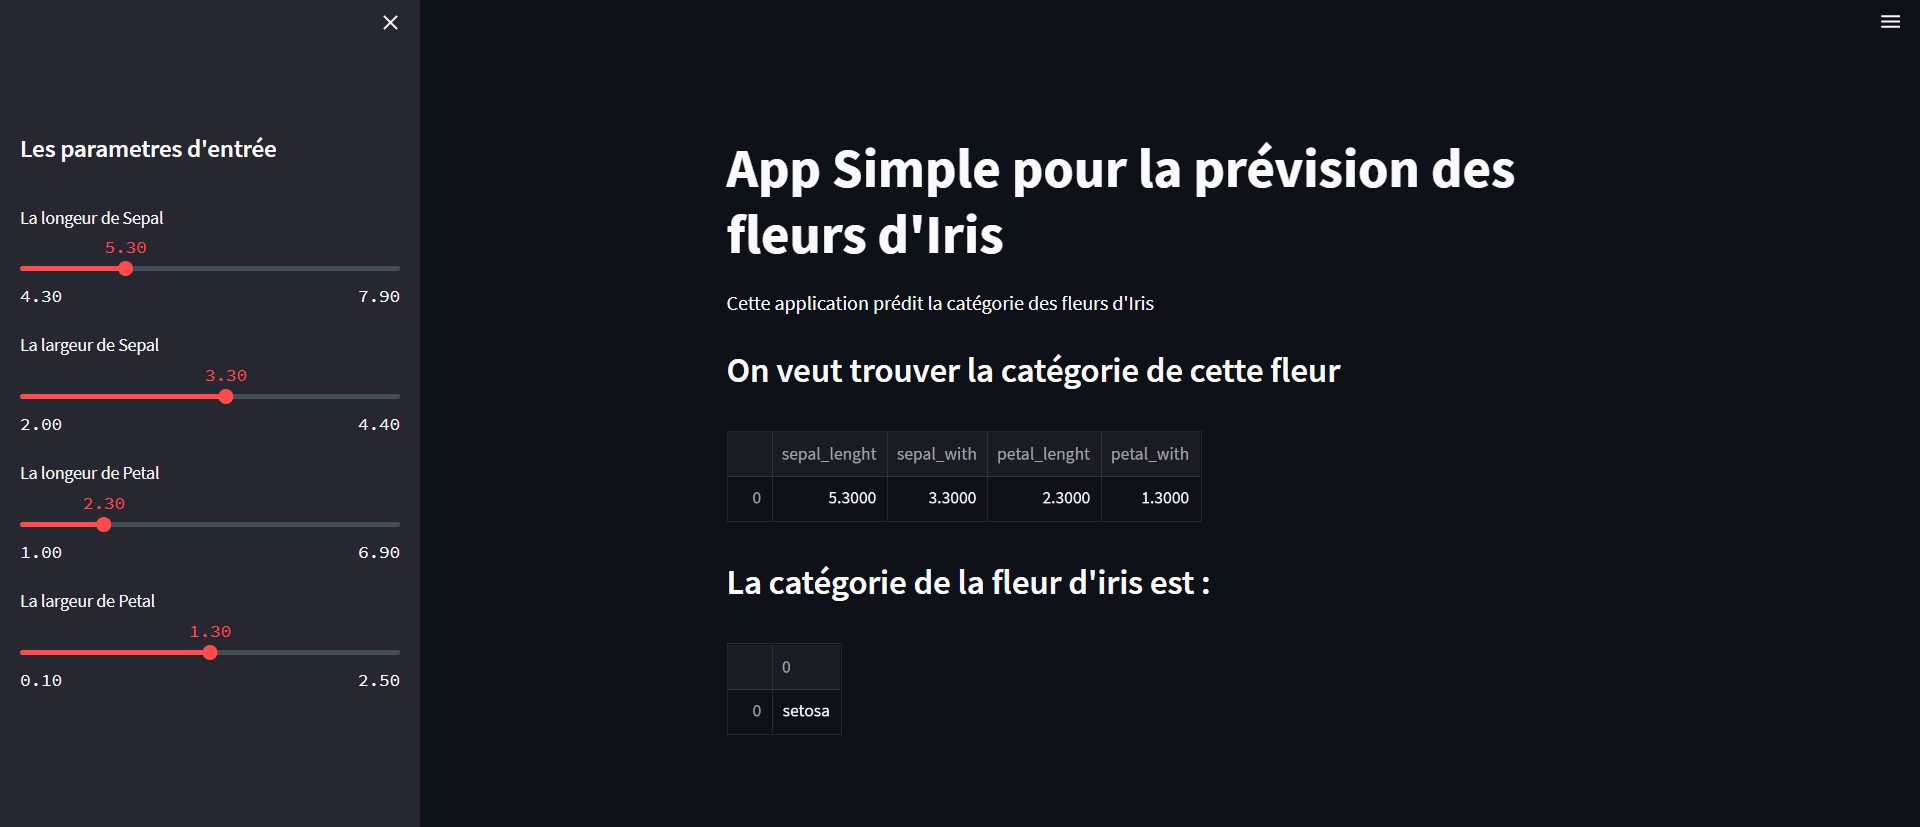 Les parametres d'entrée
La longeur de Sepal
5.30
4.30 7.90
La largeur de Sepal
3.30
2.00 4.40
La longeur de Petal
2.30
1.00 6.90
La largeur de Petal
1.30
0.10 2.50
App Simple pour la prévision des
fleurs d'Iris
Cette application prédit la catégorie des fleurs d'Iris
On veut trouver la catégorie de cette fleur
sepal_lenght sepal_with petal_lenght petal_with
0 5.3000 3.3000 2.3000 1.3000
La catégorie de la fleur d'iris est :
0
0 setosa